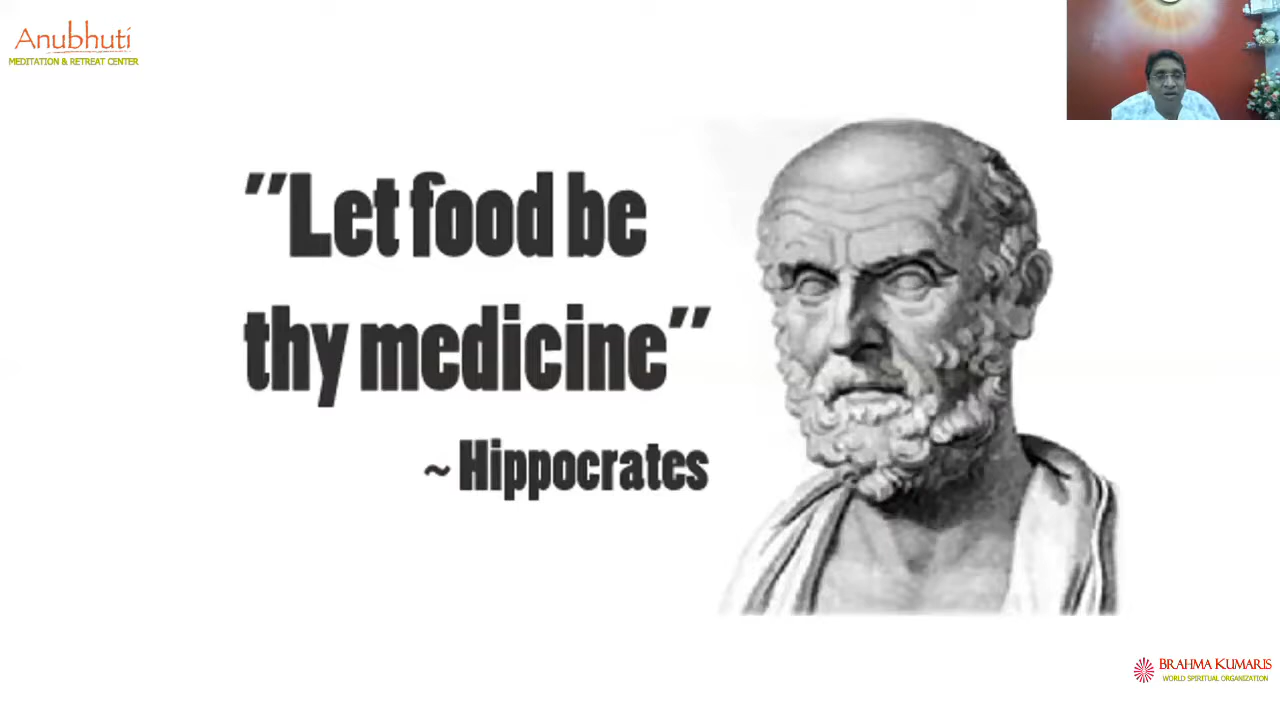 Anubhuti
MEDITATION & RETREAT CENTER
"Let food be
thy medicine"
~ Hippocrates
BRAHMA KUMARIS
WORLD SPIRITUAL ORGANIZATION